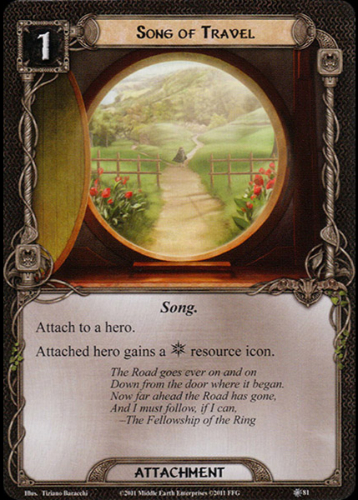 1
SONG OF TRAVEL
Song.
Attach to a hero.
Attached hero gains a resource icon.
The Road goes ever on and on
Down from the door where it began.
Now far ahead the Road has gone,
And I must follow, if I can,
–The Fellowship of the Ring
ATTACHMENT
Illus. Tiziano Baracchi ©2011 Middle Earth Enterprises ©2011 FFG 81